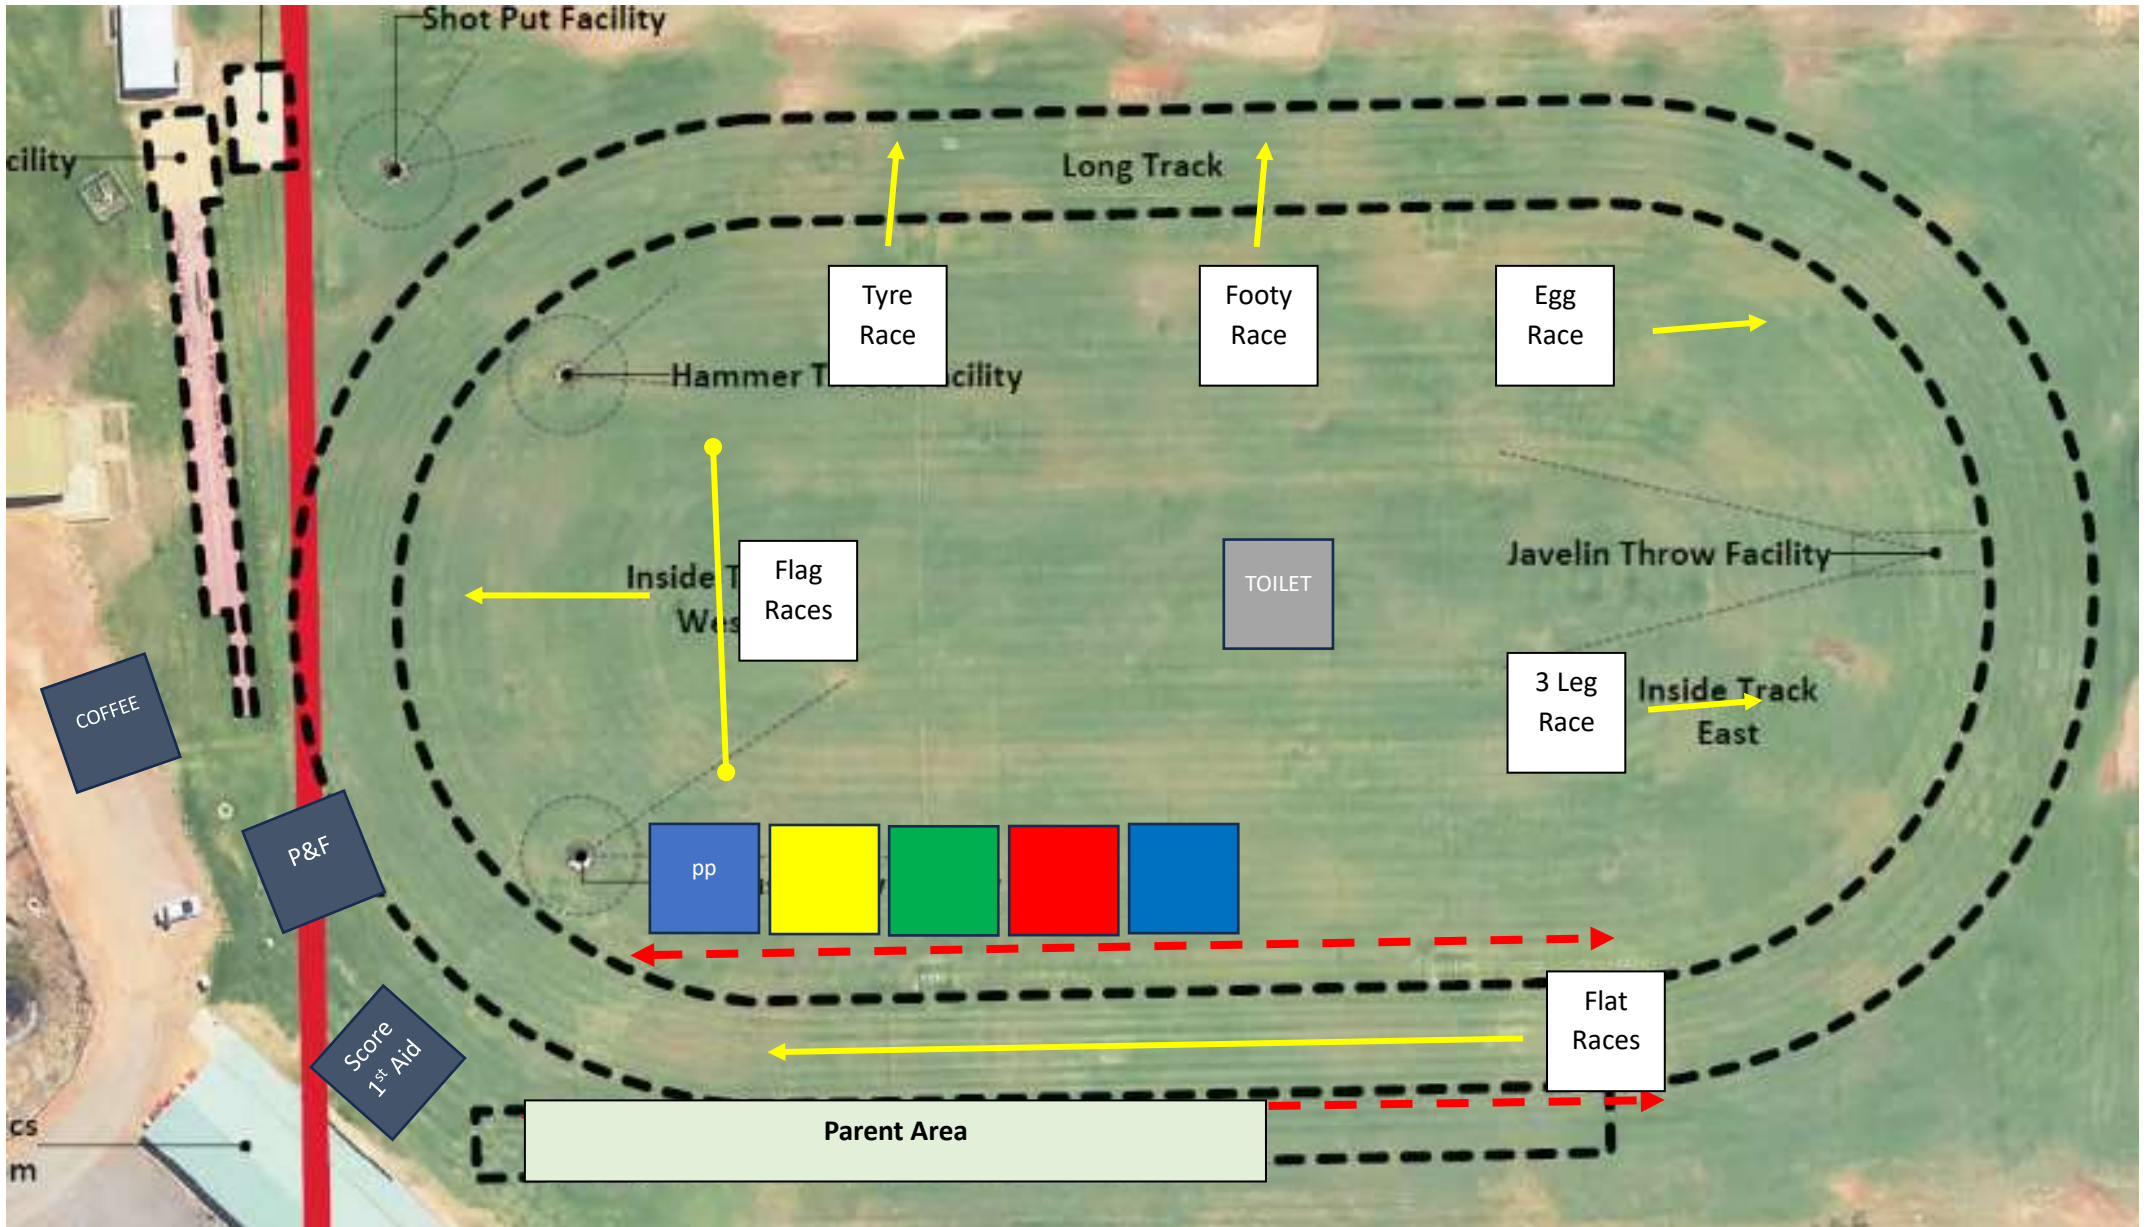 Shot Put Facility
cility
Long Track
Tyre
Race
Footy
Race
Egg
Race
Hammer T cility
Flag
Races
Inside T
Wes
TOILET
Javelin Throw Facility
3 Leg
Race
Inside Track
East
COFFEE
P&F
pp
Score
1st Aid
Flat
Races
Parent Area
cs
m